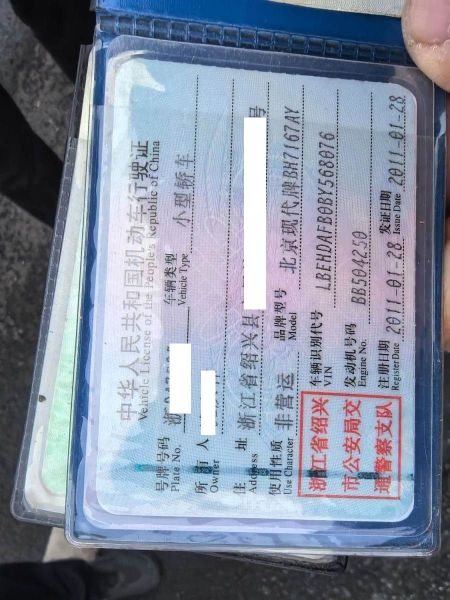 中华人民共和国机动车行驶证
Vehicle License of the People's Republic of China
号牌号码 浙 车辆类型 小型轿车
Plate No. Vehicle Type
所 人
Owner
住 址 浙江省绍兴县 号
Address
使用性质 非营运 品牌型号 北京现代牌BH7167AY
Use Character Model
浙江省绍兴
市公安局交
通警察支队
车辆识别代号 LBEHDAFB0BY568076
VIN
发动机号码 BB504250
Engine No.
注册日期 2011-01-28 发证日期 2011-01-28
Register Date Issue Date